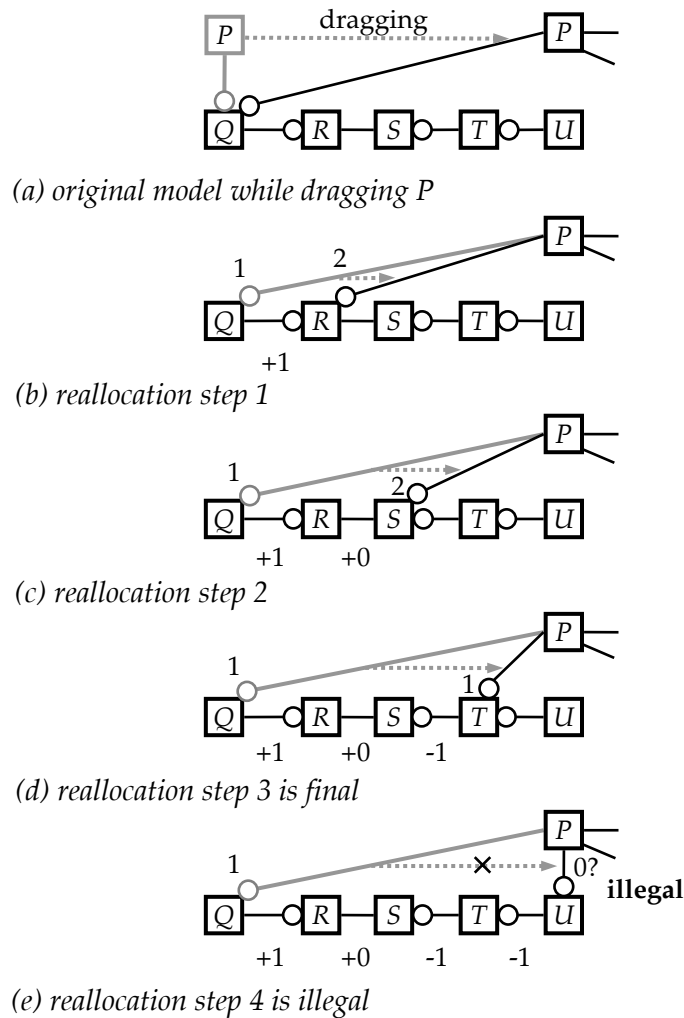 P dragging P
Q R S T U
(a) original model while dragging P
P
1 2
Q R S T U
+1
(b) reallocation step 1
P
1 2
Q R S T U
+1 +0
(c) reallocation step 2
P
1 1
Q R S T U
+1 +0 -1
(d) reallocation step 3 is final
P
1 0? illegal
Q R S T U
+1 +0 -1 -1
(e) reallocation step 4 is illegal